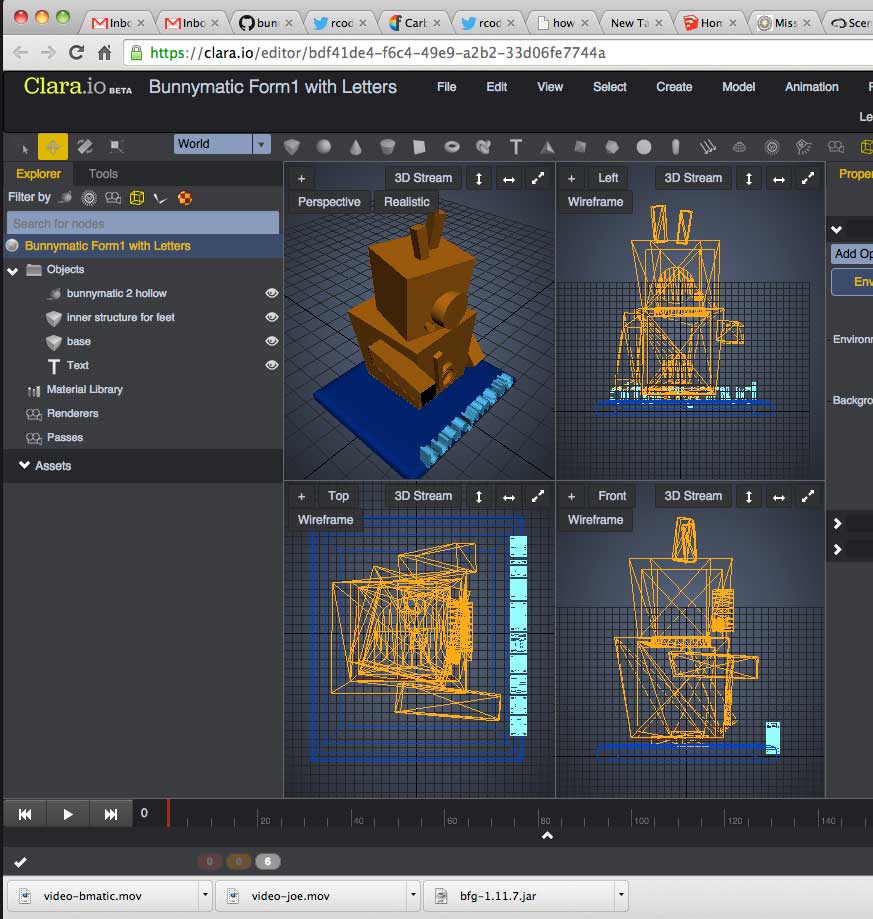 Inbo
Inbo
bun
rcod
Carb
rcod
how
New Ta
Hom
Miss
Scer
https://clara.io/editor/bdf41de4-f6c4-49e9-a2b2-33d06fe7744a
Clara.io BETA
Bunnymatic Form1 with Letters
File
Edit
View
Select
Create
Model
Animation
Le
World
Explorer
Tools
Filter by
Search for nodes
Bunnymatic Form1 with Letters
Objects
bunnymatic 2 hollow
inner structure for feet
base
Text
Material Library
Renderers
Passes
Assets
+
3D Stream
Perspective
Realistic
+
Left
3D Stream
Wireframe
+
Top
3D Stream
Wireframe
+
Front
3D Stream
Wireframe
Proper
Add Op
Env
Environm
Backgro
0
20
40
60
80
100
120
140
0
0
6
video-bmatic.mov
video-joe.mov
bfg-1.11.7.jar